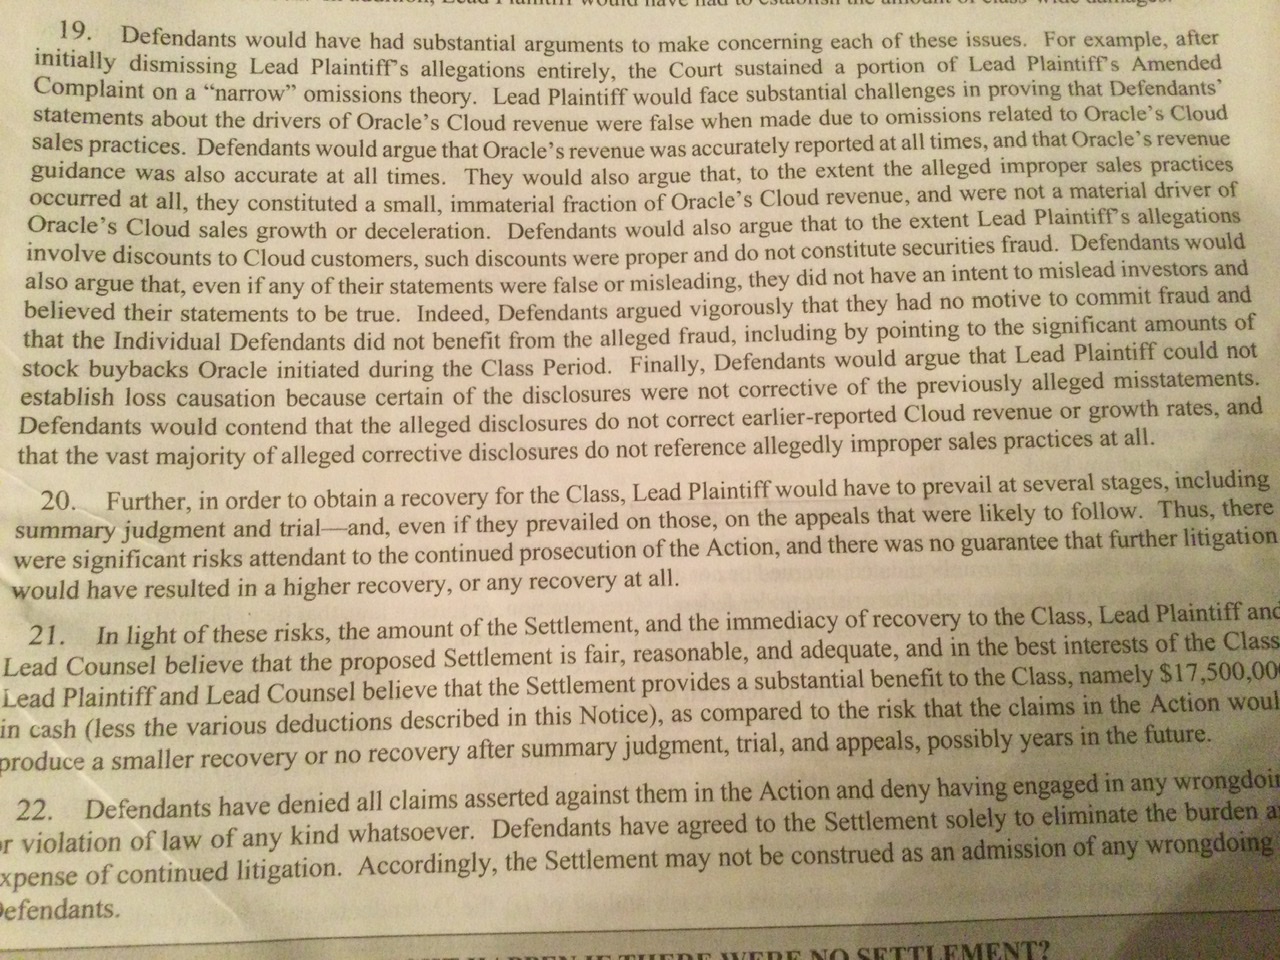 19. Defendants would have had substantial arguments to make concerning each of these issues. For example, after
initially dismissing Lead Plaintiff's allegations entirely, the Court sustained a portion of Lead Plaintiff's Amended
Complaint on a “narrow” omissions theory. Lead Plaintiff would face substantial challenges in proving that Defendants'
statements about the drivers of Oracle's Cloud revenue were false when made due to omissions related to Oracle's Cloud
sales practices. Defendants would argue that Oracle's revenue was accurately reported at all times, and that Oracle's revenue
guidance was also accurate at all times. They would also argue that, to the extent the alleged improper sales practices
occurred at all, they constituted a small, immaterial fraction of Oracle's Cloud revenue, and were not a material driver of
Oracle's Cloud sales growth or deceleration. Defendants would also argue that to the extent Lead Plaintiff's allegations
involve discounts to Cloud customers, such discounts were proper and do not constitute securities fraud. Defendants would
also argue that, even if any of their statements were false or misleading, they did not have an intent to mislead investors and
believed their statements to be true. Indeed, Defendants argued vigorously that they had no motive to commit fraud and
that the Individual Defendants did not benefit from the alleged fraud, including by pointing to the significant amounts of
stock buybacks Oracle initiated during the Class Period. Finally, Defendants would argue that Lead Plaintiff could not
establish loss causation because certain of the disclosures were not corrective of the previously alleged misstatements.
Defendants would contend that the alleged disclosures do not correct earlier-reported Cloud revenue or growth rates, and
that the vast majority of alleged corrective disclosures do not reference allegedly improper sales practices at all.
20. Further, in order to obtain a recovery for the Class, Lead Plaintiff would have to prevail at several stages, including
summary judgment and trial—and, even if they prevailed on those, on the appeals that were likely to follow. Thus, there
were significant risks attendant to the continued prosecution of the Action, and there was no guarantee that further litigation
would have resulted in a higher recovery, or any recovery at all.
21. In light of these risks, the amount of the Settlement, and the immediacy of recovery to the Class, Lead Plaintiff and
Lead Counsel believe that the proposed Settlement is fair, reasonable, and adequate, and in the best interests of the Class
Lead Plaintiff and Lead Counsel believe that the Settlement provides a substantial benefit to the Class, namely $17,500,00
in cash (less the various deductions described in this Notice), as compared to the risk that the claims in the Action woul
produce a smaller recovery or no recovery after summary judgment, trial, and appeals, possibly years in the future.
22. Defendants have denied all claims asserted against them in the Action and deny having engaged in any wrongdoi
r violation of law of any kind whatsoever. Defendants have agreed to the Settlement solely to eliminate the burden a
xpense of continued litigation. Accordingly, the Settlement may not be construed as an admission of any wrongdoing
efendants.
HAPPEN IF THERE WERE NO SETTLEMENT?